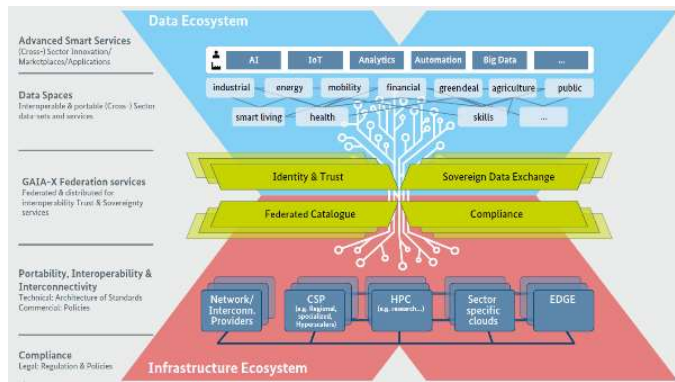 Data Ecosystem
Advanced Smart Services
(Cross-) Sector Innovation/
Marketplaces/Applications
AI
IoT
Analytics
Automation
Big Data
...
Data Spaces
Interoperable & portable (Cross-) Sector
data-sets and services
industrial
energy
mobility
financial
greendeal
agriculture
public
smart living
health
skills
...
GAIA-X Federation services
Federated & distributed for
interoperability Trust & Sovereignty
services
Identity & Trust
Sovereign Data Exchange
Federated Catalogue
Compliance
Portability, Interoperability &
Interconnectivity
Technical: Architecture of Standards
Commercial: Policies
Network/
Interconn.
Providers
CSP
(e.g. Regional,
specialized,
Hyperscalers)
HPC
(e.g. research...)
Sector
specific
clouds
EDGE
Compliance
Legal: Regulation & Policies
Infrastructure Ecosystem